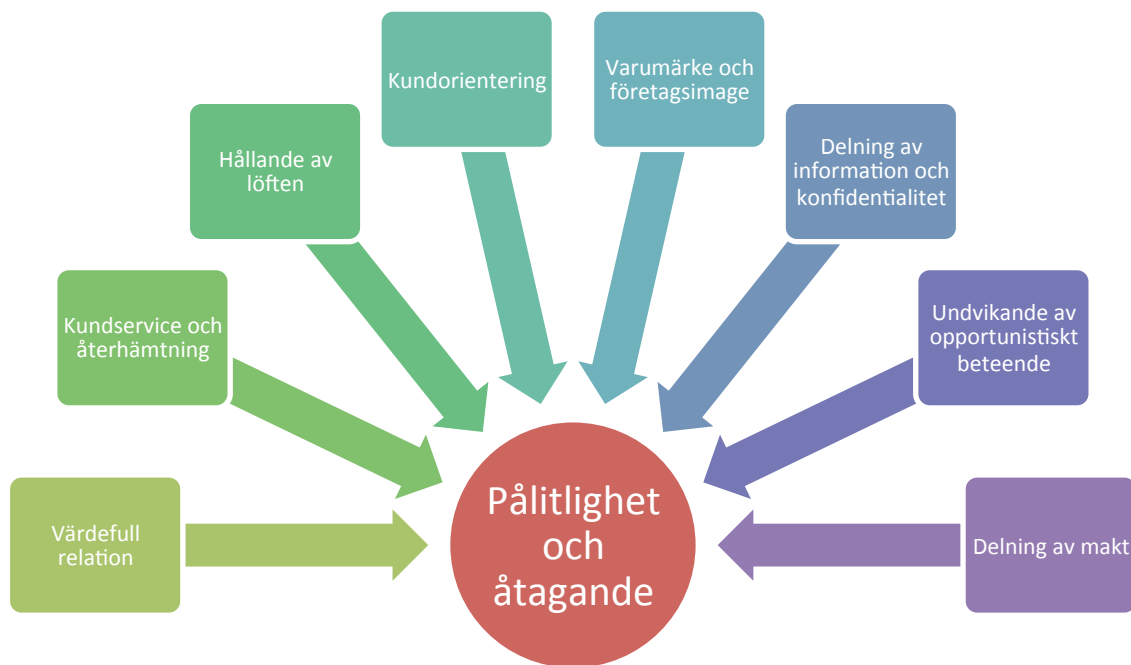 Kundorientering
Varumärke och
företagsimage
Hållande av
löften
Delning av
information och
konfidentialitet
Kundservice och
återhämtning
Undvikande av
opportunistiskt
beteende
Värdefull
relation
Pålitlighet
och
åtagande
Delning av makt